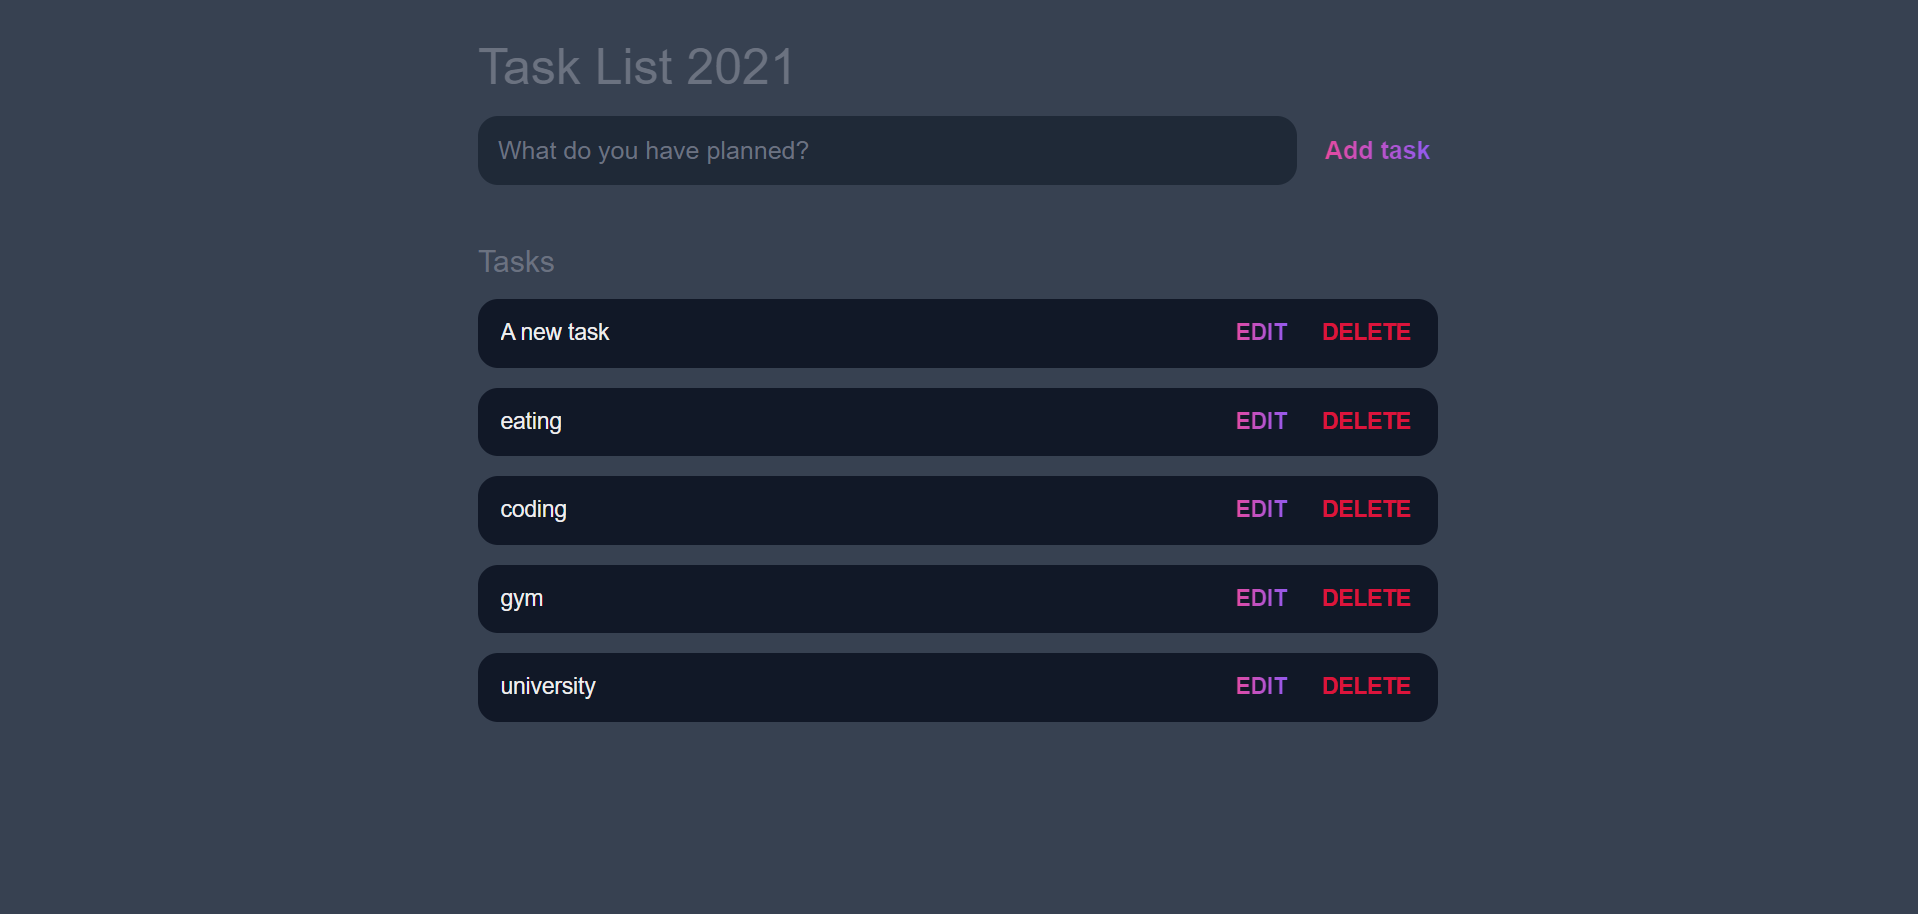 Task List 2021
What do you have planned?
Add task
Tasks
A new task EDIT DELETE
eating EDIT DELETE
coding EDIT DELETE
gym EDIT DELETE
university EDIT DELETE